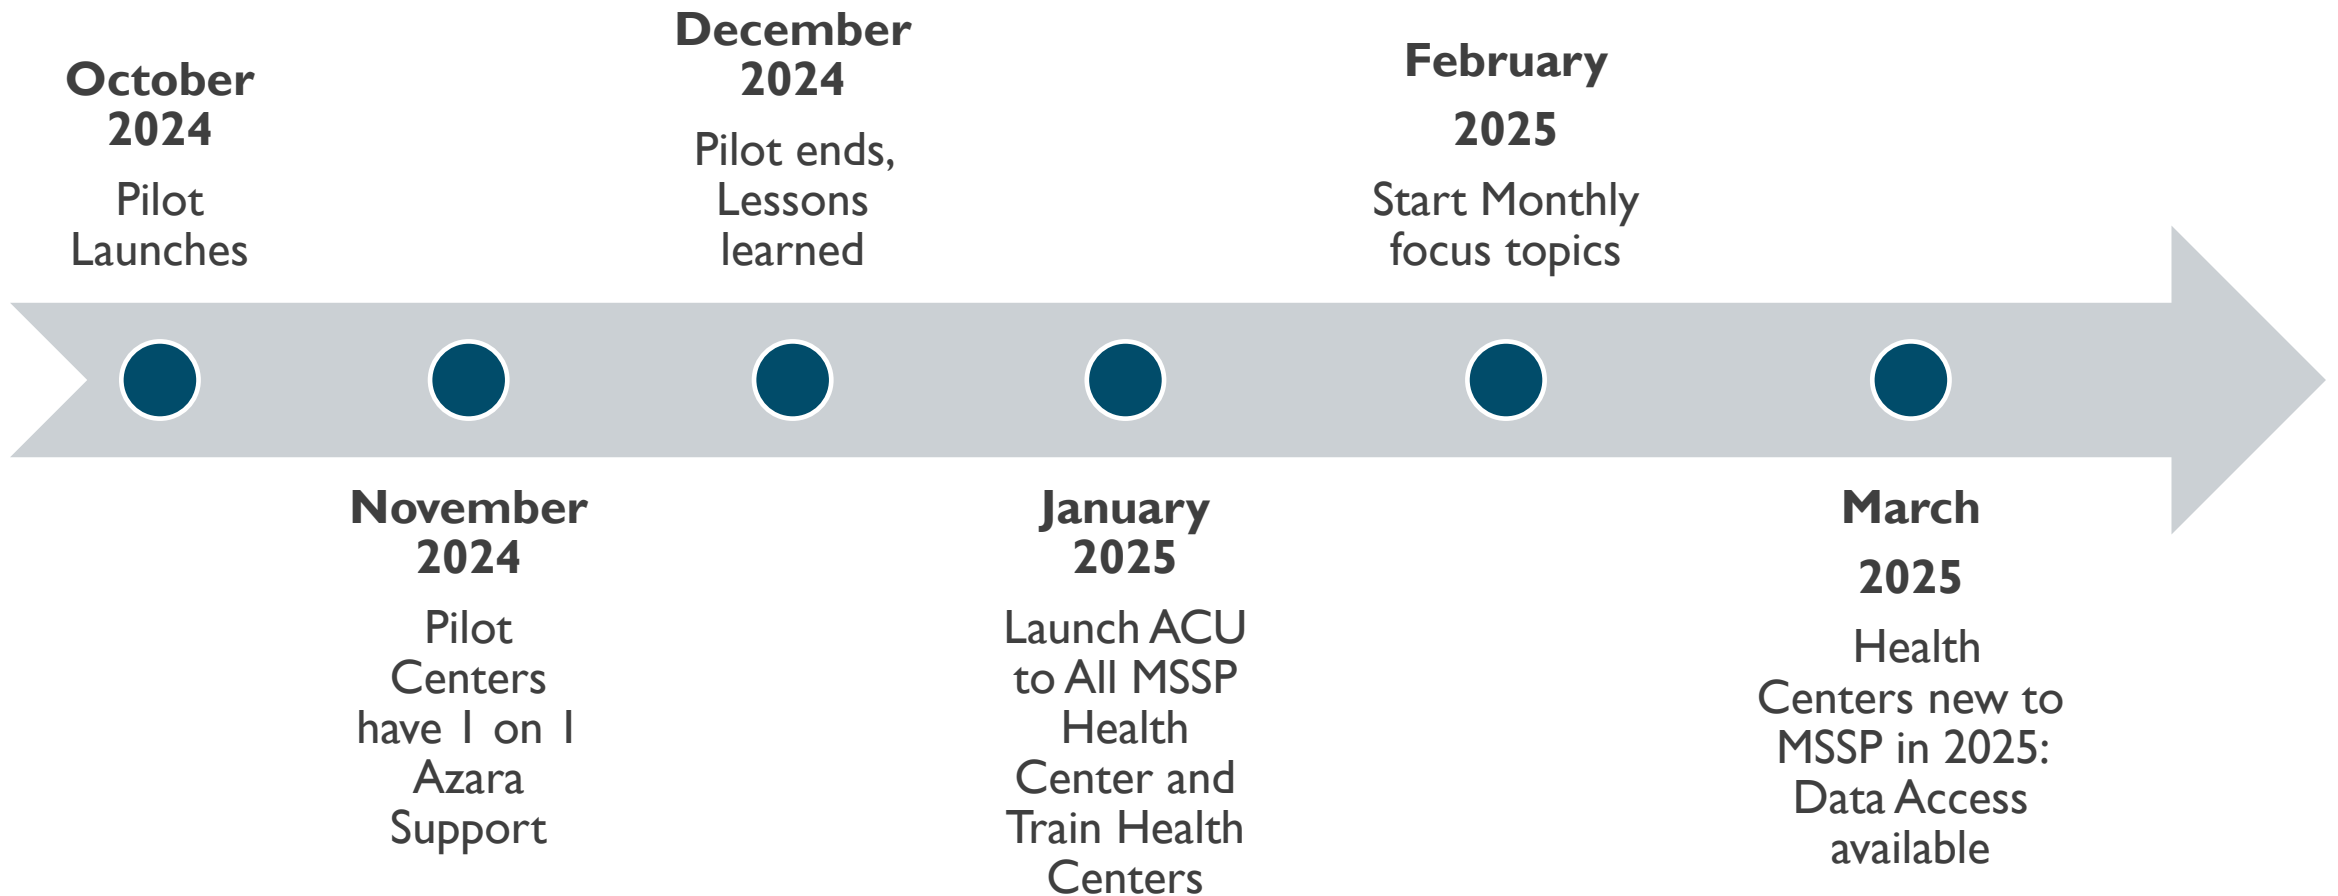 October
2024
Pilot
Launches
November
2024
Pilot
Centers
have 1 on 1
Azara
Support
December
2024
Pilot ends,
Lessons
learned
January
2025
Launch ACU
to All MSSP
Health
Center and
Train Health
Centers
February
2025
Start Monthly
focus topics
March
2025
Health
Centers new to
MSSP in 2025:
Data Access
available